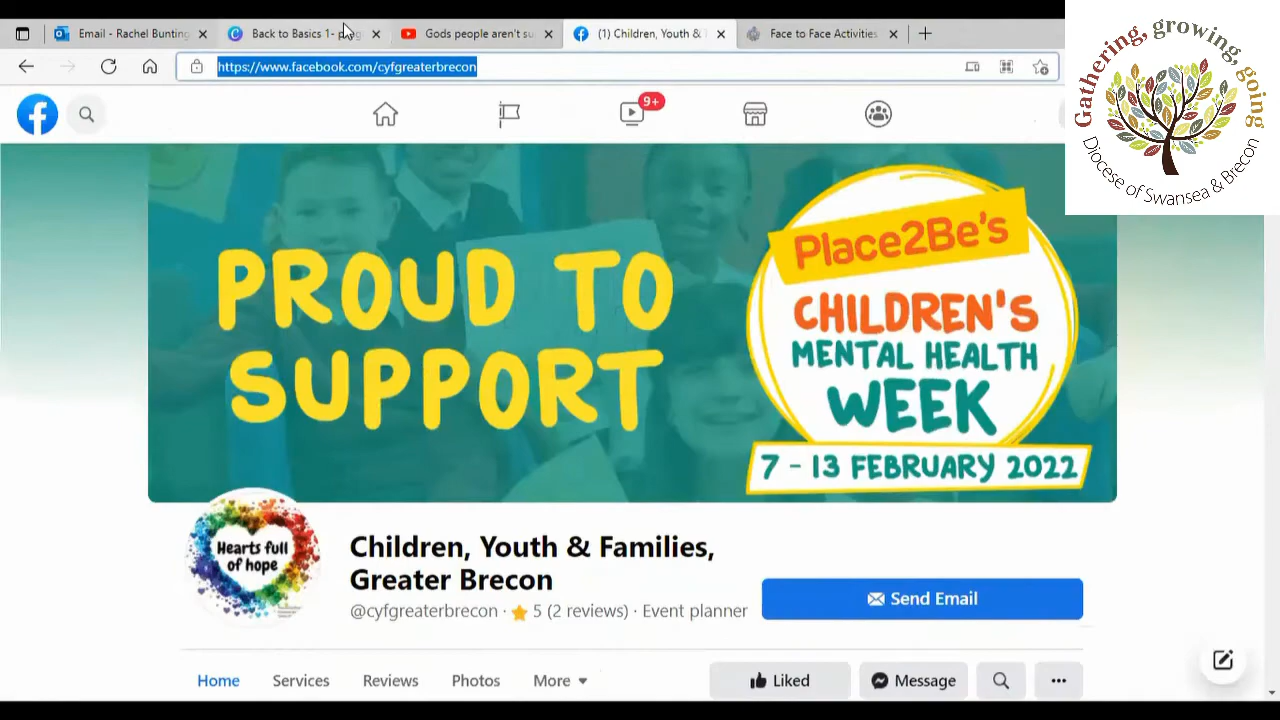 Email - Rachel Bunting
Back to Basics 1- prog
Gods people aren't su
(1) Children, Youth &
Face to Face Activities
https://www.facebook.com/cyfgreaterbrecon
9+
Gathering, growing, going
Diocese of Swansea & Brecon
PROUD TO
SUPPORT
Place2Be's
CHILDREN'S
MENTAL HEALTH
WEEK
7 - 13 FEBRUARY 2022
Hearts full
of hope
Children, Youth & Families,
Greater Brecon
@cyfgreaterbrecon · 5 (2 reviews) · Event planner
Send Email
Home Services Reviews Photos More
Liked Message